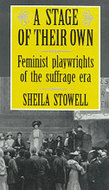 A STAGE OF
THEIR OWN
Feminist playwrights
of the suffrage era
SHEILA STOWELL